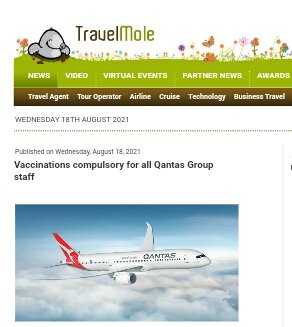 TravelMole
NEWS VIDEO VIRTUAL EVENTS PARTNER NEWS AWARDS
Travel Agent Tour Operator Airline Cruise Technology Business Travel
WEDNESDAY 18TH AUGUST 2021
Published on Wednesday, August 18, 2021
Vaccinations compulsory for all Qantas Group
staff
QANTAS